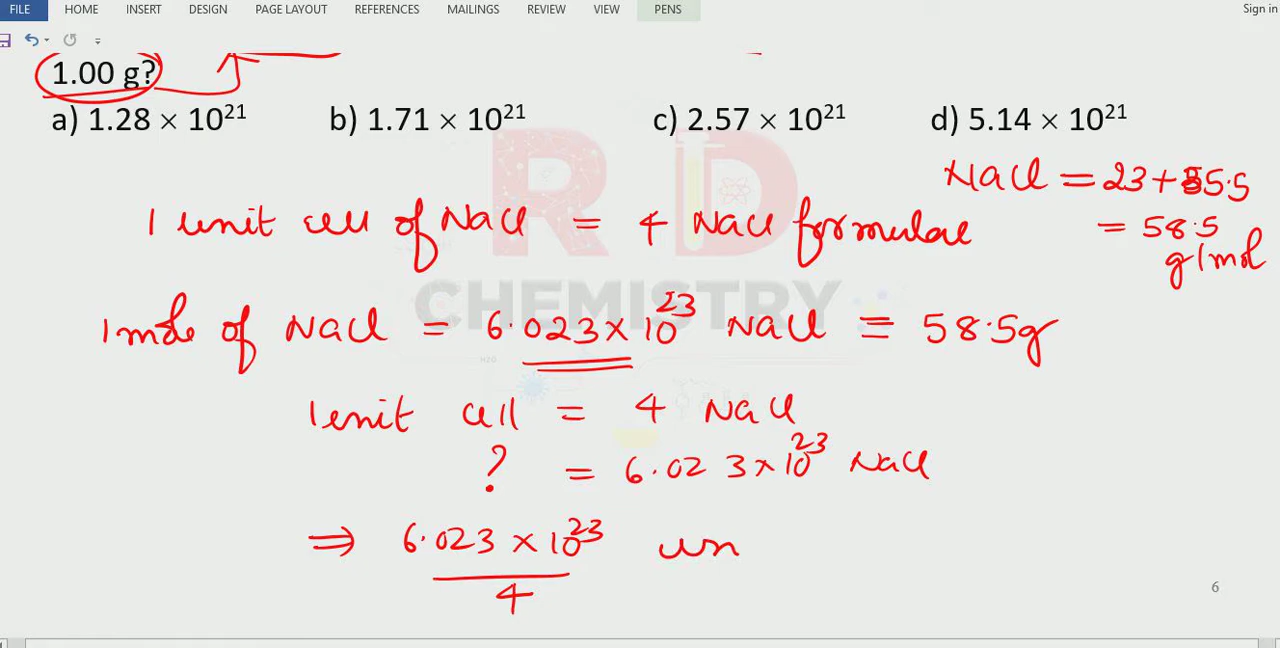 FILE HOME INSERT DESIGN PAGE LAYOUT REFERENCES MAILINGS REVIEW VIEW PENS Sign in
1.00 g?
a) 1.28 × 10²¹ b) 1.71 × 10²¹ c) 2.57 × 10²¹ d) 5.14 × 10²¹
NaCl = 23 + 35.5
= 58.5
g/mol
1 unit cell of NaCl = 4 NaCl formulae
RD
CHEMISTRY
1 mole of NaCl = 6.023 × 10²³ NaCl ≡ 58.5g
1 unit cell = 4 NaCl
? = 6.023 × 10²³ NaCl
⇒ 6.023 × 10²³ un
4
6